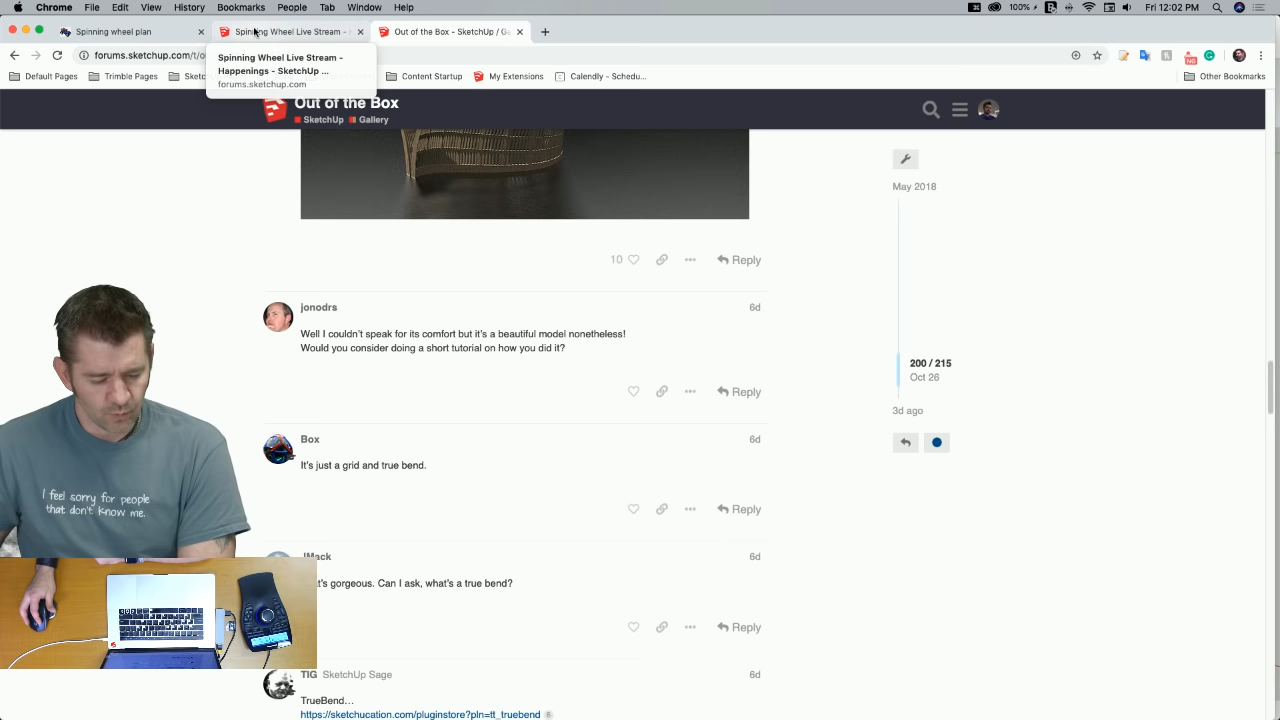 Chrome File Edit View History Bookmarks People Tab Window Help
100% Fri 12:02 PM
Spinning wheel plan
Spinning Wheel Live Stream - H
Out of the Box - SketchUp / Ga
forums.sketchup.com/t/o
Spinning Wheel Live Stream -
Happenings - SketchUp ...
forums.sketchup.com
Default Pages
Trimble Pages
Sketc
Content Startup
My Extensions
Calendly - Schedu...
Other Bookmarks
NG
Out of the Box
SketchUp Gallery
May 2018
10
Reply
jonodrs
6d
Well I couldn't speak for its comfort but it's a beautiful model nonetheless!
Would you consider doing a short tutorial on how you did it?
200 / 215
Oct 26
Reply
3d ago
Box
6d
It's just a grid and true bend.
I feel sorry for people
that don't know me.
Reply
JMack
6d
t's gorgeous. Can I ask, what's a true bend?
Reply
TIG SketchUp Sage
6d
TrueBend...
https://sketchucation.com/pluginstore?pln=tt_truebend 6